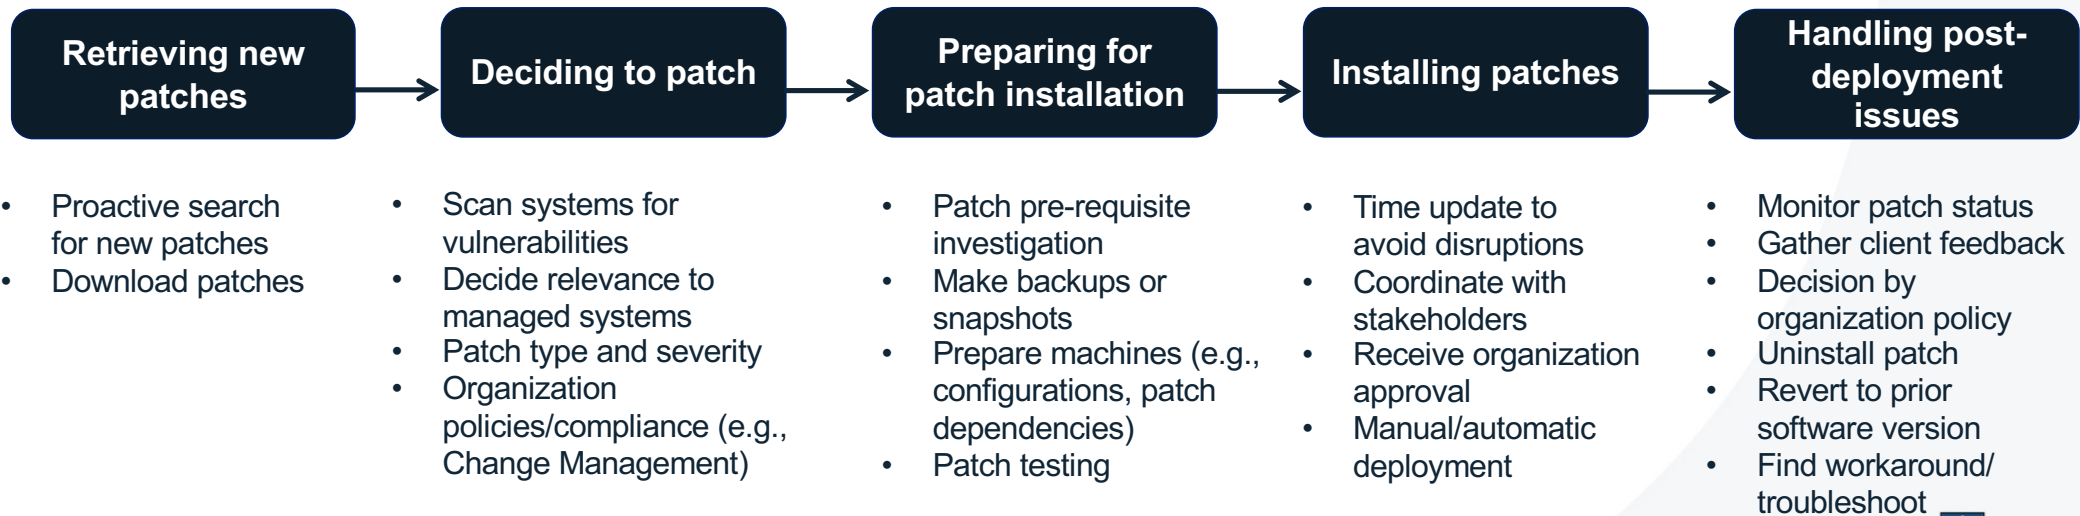 Retrieving new
patches
Deciding to patch
Preparing for
patch installation
Installing patches
Handling post-
deployment
issues
• Proactive search
for new patches
• Download patches
• Scan systems for
vulnerabilities
• Decide relevance to
managed systems
• Patch type and severity
• Organization
policies/compliance (e.g.,
Change Management)
• Patch pre-requisite
investigation
• Make backups or
snapshots
• Prepare machines (e.g.,
configurations, patch
dependencies)
• Patch testing
• Time update to
avoid disruptions
• Coordinate with
stakeholders
• Receive organization
approval
• Manual/automatic
deployment
• Monitor patch status
• Gather client feedback
• Decision by
organization policy
• Uninstall patch
• Revert to prior
software version
• Find workaround/
troubleshoot